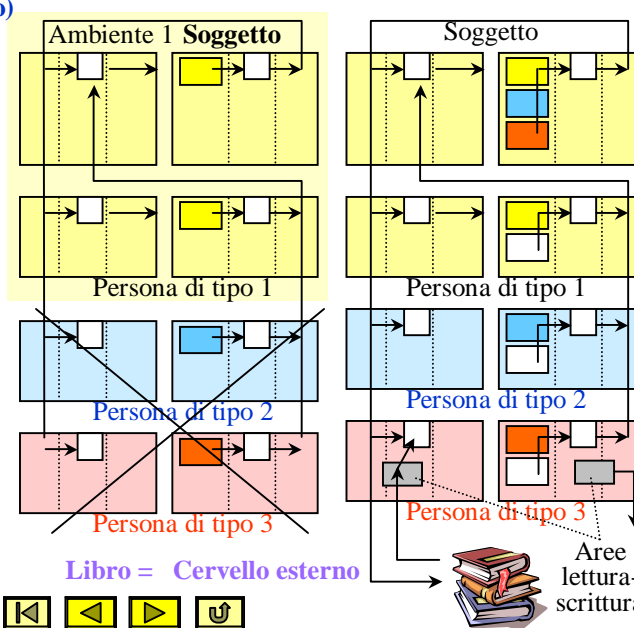 o)
Ambiente 1 Soggetto
Soggetto
Persona di tipo 1
Persona di tipo 1
Persona di tipo 2
Persona di tipo 2
Persona di tipo 3
Persona di tipo 3
Libro = Cervello esterno
Aree
lettura-
scrittura